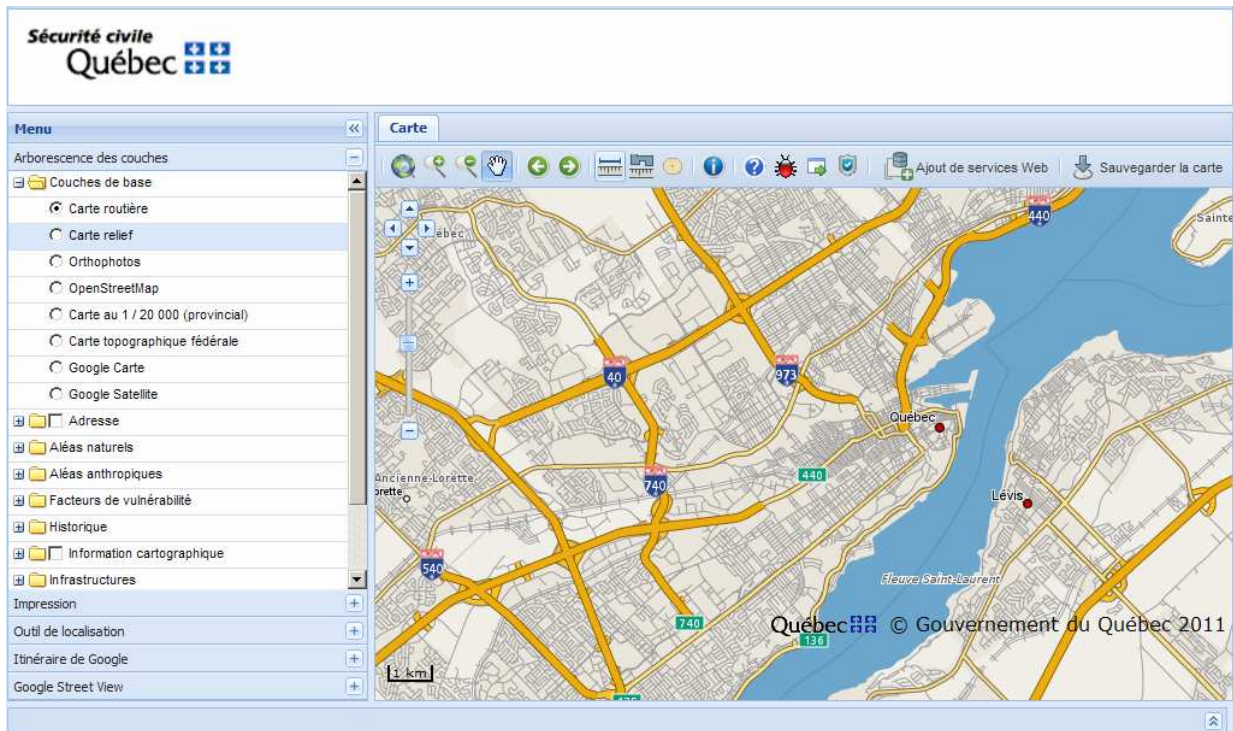 Sécurité civile
Québec
Menu
Arborescence des couches
Couches de base
Carte routière
Carte relief
Orthophotos
OpenStreetMap
Carte au 1 / 20 000 (provincial)
Carte topographique fédérale
Google Carte
Google Satellite
Adresse
Aléas naturels
Aléas anthropiques
Facteurs de vulnérabilité
Historique
Information cartographique
Infrastructures
Impression
Outil de localisation
Itinéraire de Google
Google Street View
Carte
Ajout de services Web
Sauvegarder la carte
440
Sainte
40
973
Québec
Ancienne-Lorette
440
740
Lévis
540
Fleuve Saint-Laurent
740
Québec © Gouvernement du Québec 2011
136
1 km